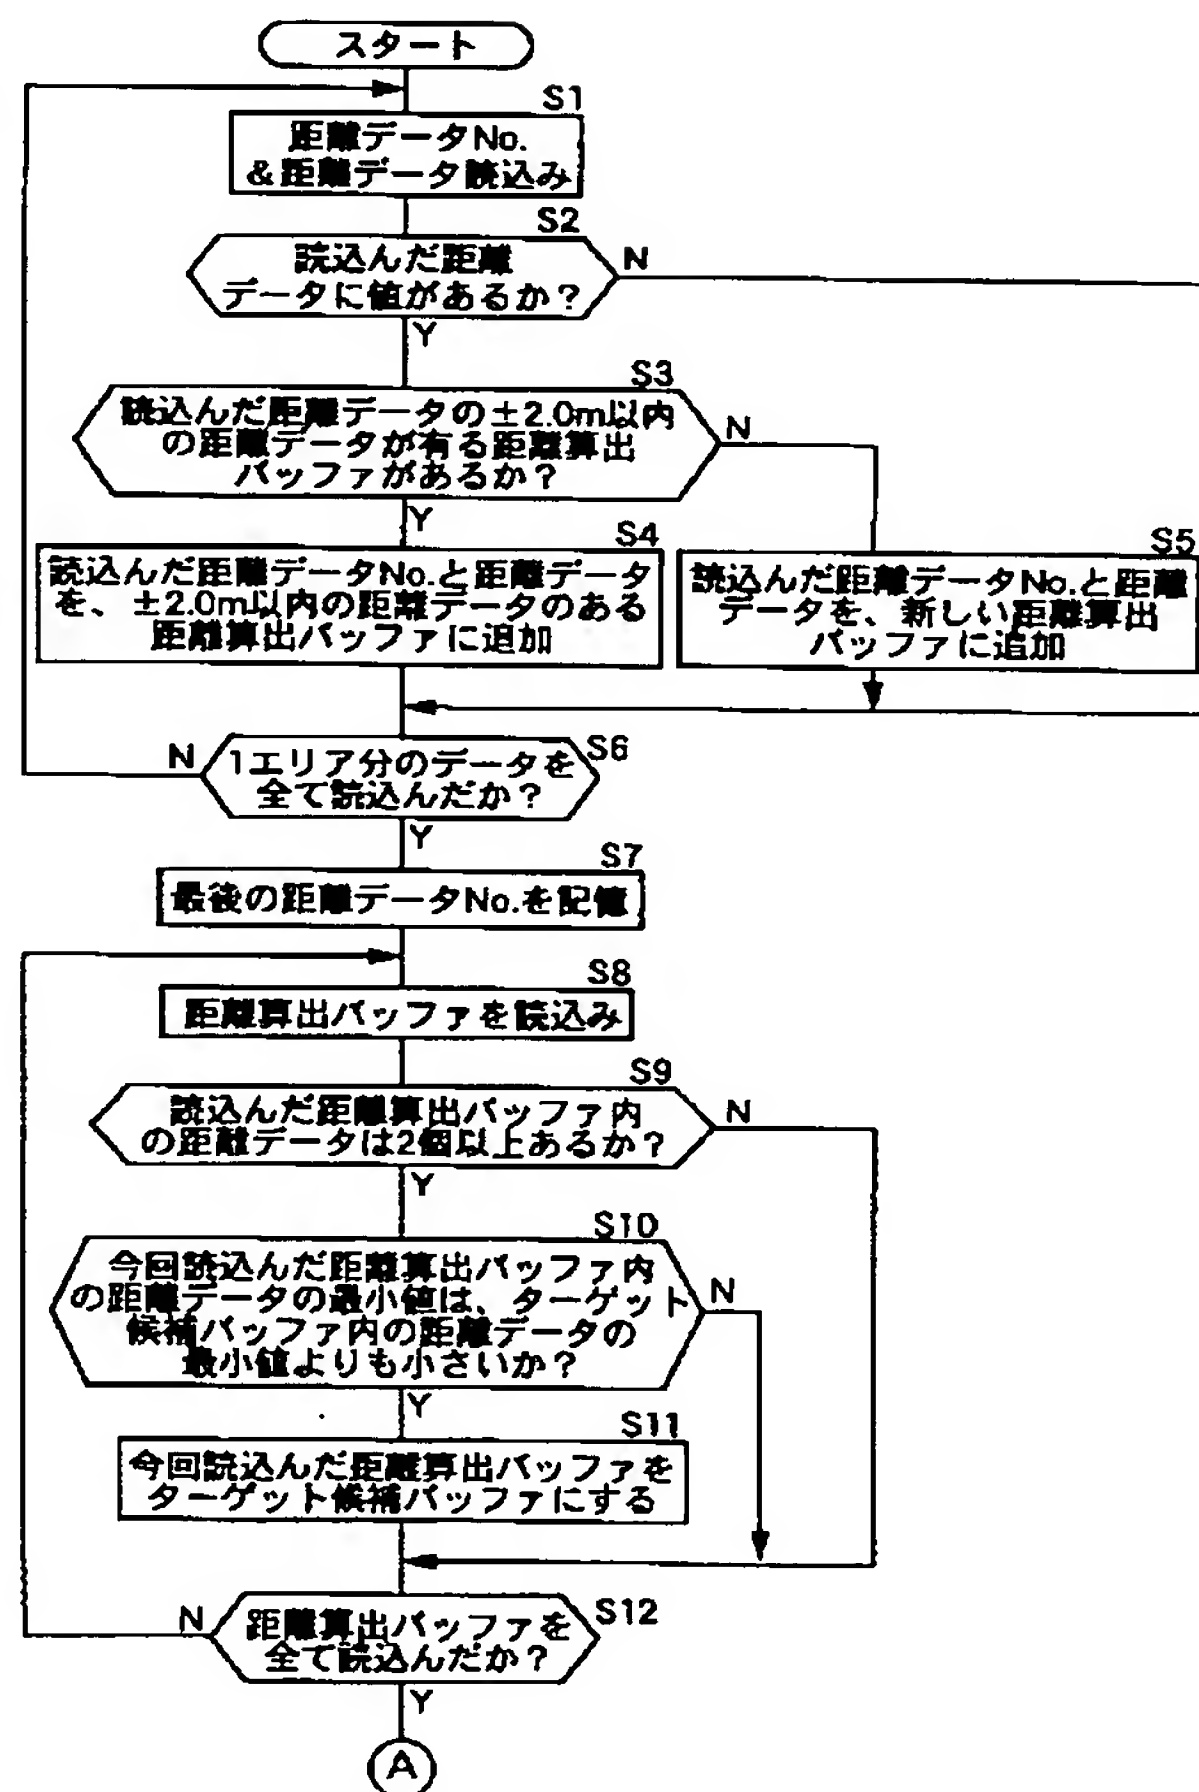 スタート
S1
距離データNo.
&距離データ読込み
S2
読込んだ距離
データに値があるか?
N
Y
S3
読込んだ距離データの±2.0m以内
の距離データが有る距離算出
バッファがあるか?
N
Y
S4
読込んだ距離データNo.と距離データ
を、±2.0m以内の距離データのある
距離算出バッファに追加
S5
読込んだ距離データNo.と距離
データを、新しい距離算出
バッファに追加
S6
1エリア分のデータを
全て読込んだか?
N
Y
S7
最後の距離データNo.を記憶
S8
距離算出バッファを読込み
S9
読込んだ距離算出バッファ内
の距離データは2個以上あるか?
N
Y
S10
今回読込んだ距離算出バッファ内
の距離データの最小値は、ターゲット
候補バッファ内の距離データの
最小値よりも小さいか?
N
Y
S11
今回読込んだ距離算出バッファを
ターゲット候補バッファにする
S12
距離算出バッファを
全て読込んだか?
N
Y
A